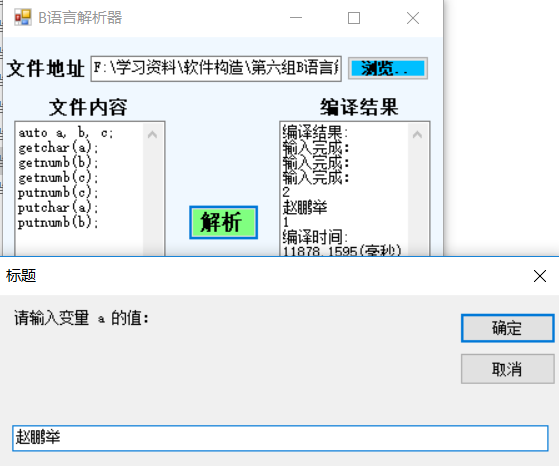 B语言解析器
文件地址
F:\学习资料\软件构造\第六组B语言解
浏览..
文件内容
编译结果
auto a, b, c;
getchar(a);
getnumb(b);
getnumb(c);
putnumb(c);
putchar(a);
putnumb(b);
解析
编译结果:
输入完成:
输入完成:
输入完成:
2
赵鹏举
1
编译时间:
11878.1595(毫秒)
标题
请输入变量 a 的值:
确定
取消
赵鹏举